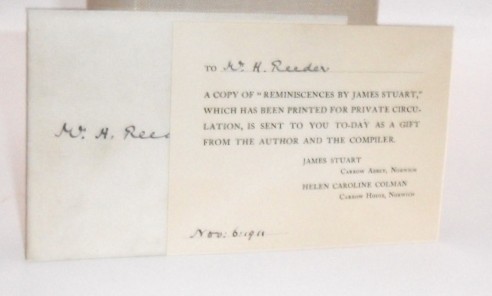 Mr. H. Ree
TO Mr. H. Reeder
A COPY OF "REMINISCENCES BY JAMES STUART,"
WHICH HAS BEEN PRINTED FOR PRIVATE CIRCU-
LATION, IS SENT TO YOU TO-DAY AS A GIFT
FROM THE AUTHOR AND THE COMPILER.
JAMES STUART
CARROW ABBEY, NORWICH
HELEN CAROLINE COLMAN
CARROW HOUSE, NORWICH
Nov: 6: 1911